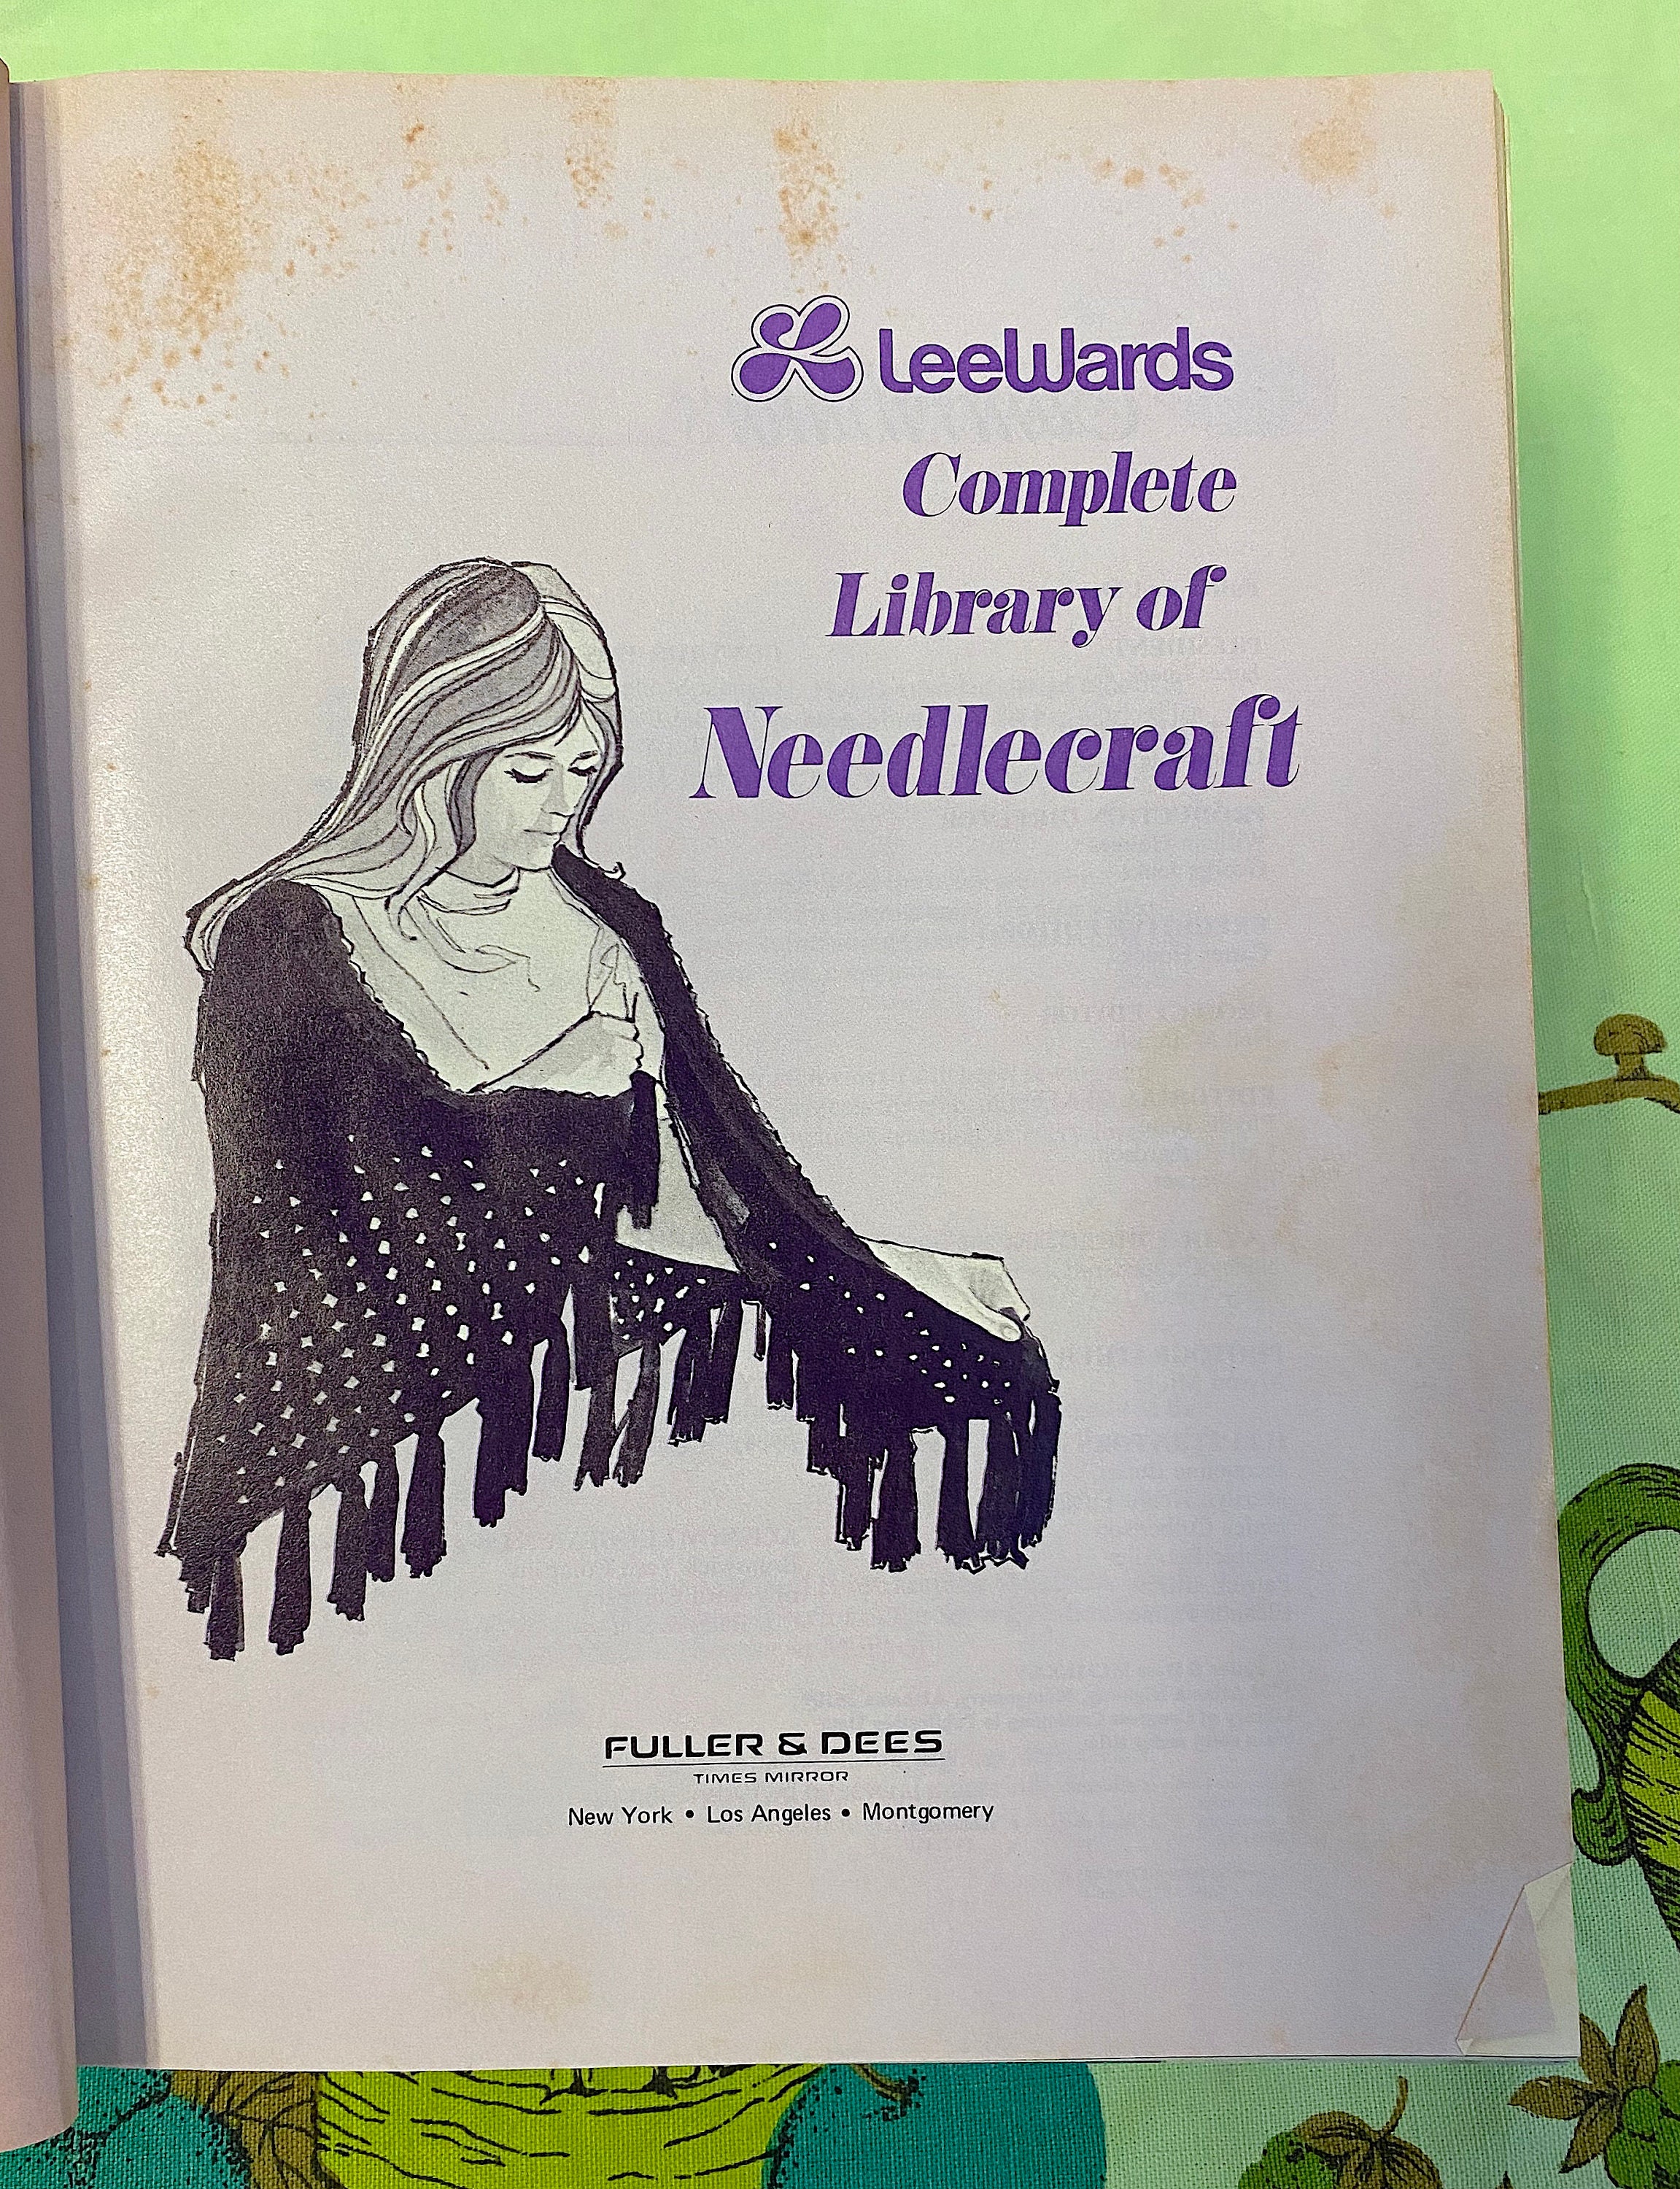 LeeWards
Complete
Library of
Needlecraft
FULLER & DEES
TIMES MIRROR
New York • Los Angeles • Montgomery